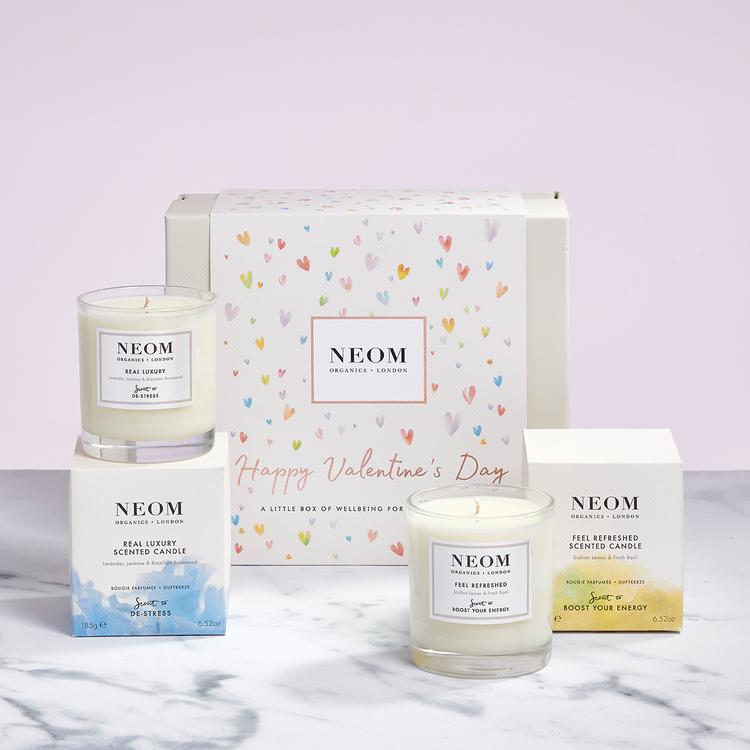 NEOM
ORGANICS • LONDON
Happy Valentine's Day
A LITTLE BOX OF WELLBEING FOR
NEOM
ORGANICS • LONDON
REAL LUXURY
Lavender, Jasmine & Brazilian Rosewood
Scent to
DE-STRESS
NEOM
ORGANICS • LONDON
REAL LUXURY
SCENTED CANDLE
Lavender, Jasmine & Brazilian Rosewood
BOUGIE PARFUMÉE • DUFTKERZE
Scent to
DE-STRESS
185g ℮ 6.52oz
NEOM
ORGANICS • LONDON
FEEL REFRESHED
Sicilian Lemon & Fresh Basil
Scent to
BOOST YOUR ENERGY
NEOM
ORGANICS • LONDON
FEEL REFRESHED
SCENTED CANDLE
Sicilian Lemon & Fresh Basil
BOUGIE PARFUMÉE • DUFTKERZE
Scent to
BOOST YOUR ENERGY
℮ 6.52oz